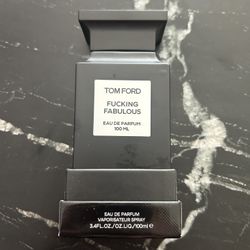 TOM FORD
FUCKING
FABULOUS
EAU DE PARFUM
100 ML
EAU DE PARFUM
VAPORISATEUR SPRAY
3.4FL.OZ./OZ.LIQ/100ml℮